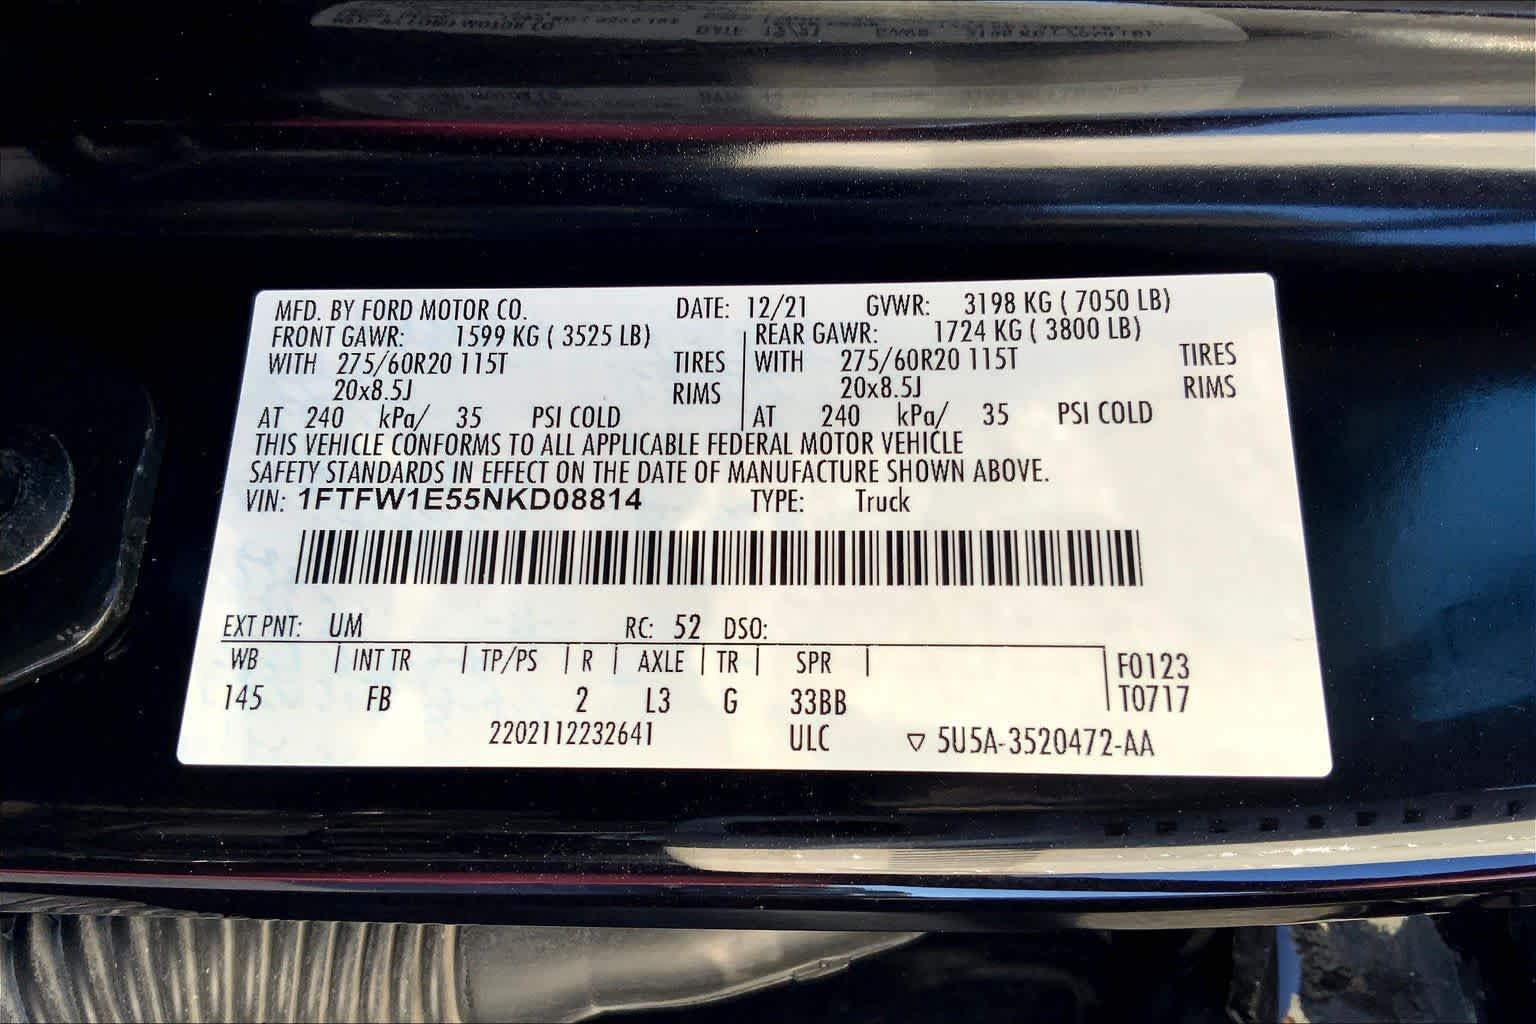 MFD. BY FORD MOTOR CO. DATE: 12/21 GVWR: 3198 KG ( 7050 LB)
FRONT GAWR: 1599 KG ( 3525 LB) REAR GAWR: 1724 KG ( 3800 LB)
WITH 275/60R20 115T TIRES WITH 275/60R20 115T TIRES
20x8.5J RIMS 20x8.5J RIMS
AT 240 kPa/ 35 PSI COLD AT 240 kPa/ 35 PSI COLD
THIS VEHICLE CONFORMS TO ALL APPLICABLE FEDERAL MOTOR VEHICLE
SAFETY STANDARDS IN EFFECT ON THE DATE OF MANUFACTURE SHOWN ABOVE.
VIN: 1FTFW1E55NKD08814 TYPE: Truck
EXT PNT: UM RC: 52 DSO:
WB INT TR TP/PS R AXLE TR SPR F0123
145 FB 2 L3 G 33BB T0717
2202112232641 ULC ▽ 5U5A-3520472-AA